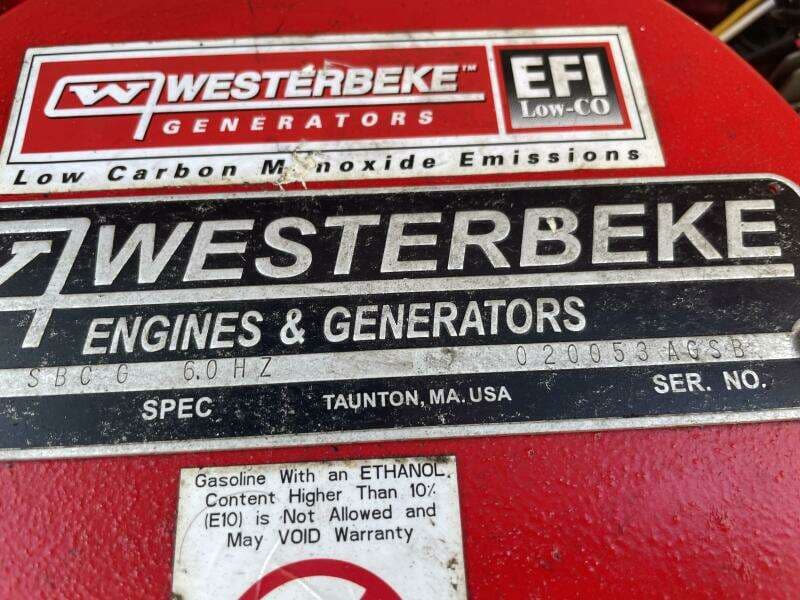 WESTERBEKE™
GENERATORS
EFI
Low-CO
Low Carbon Monoxide Emissions
WESTERBEKE
ENGINES & GENERATORS
SBCG 60HZ 020053 AGSB
SPEC TAUNTON, MA. USA SER. NO.
Gasoline With an ETHANOL
Content Higher Than 10%
(E10) is Not Allowed and
May VOID Warranty